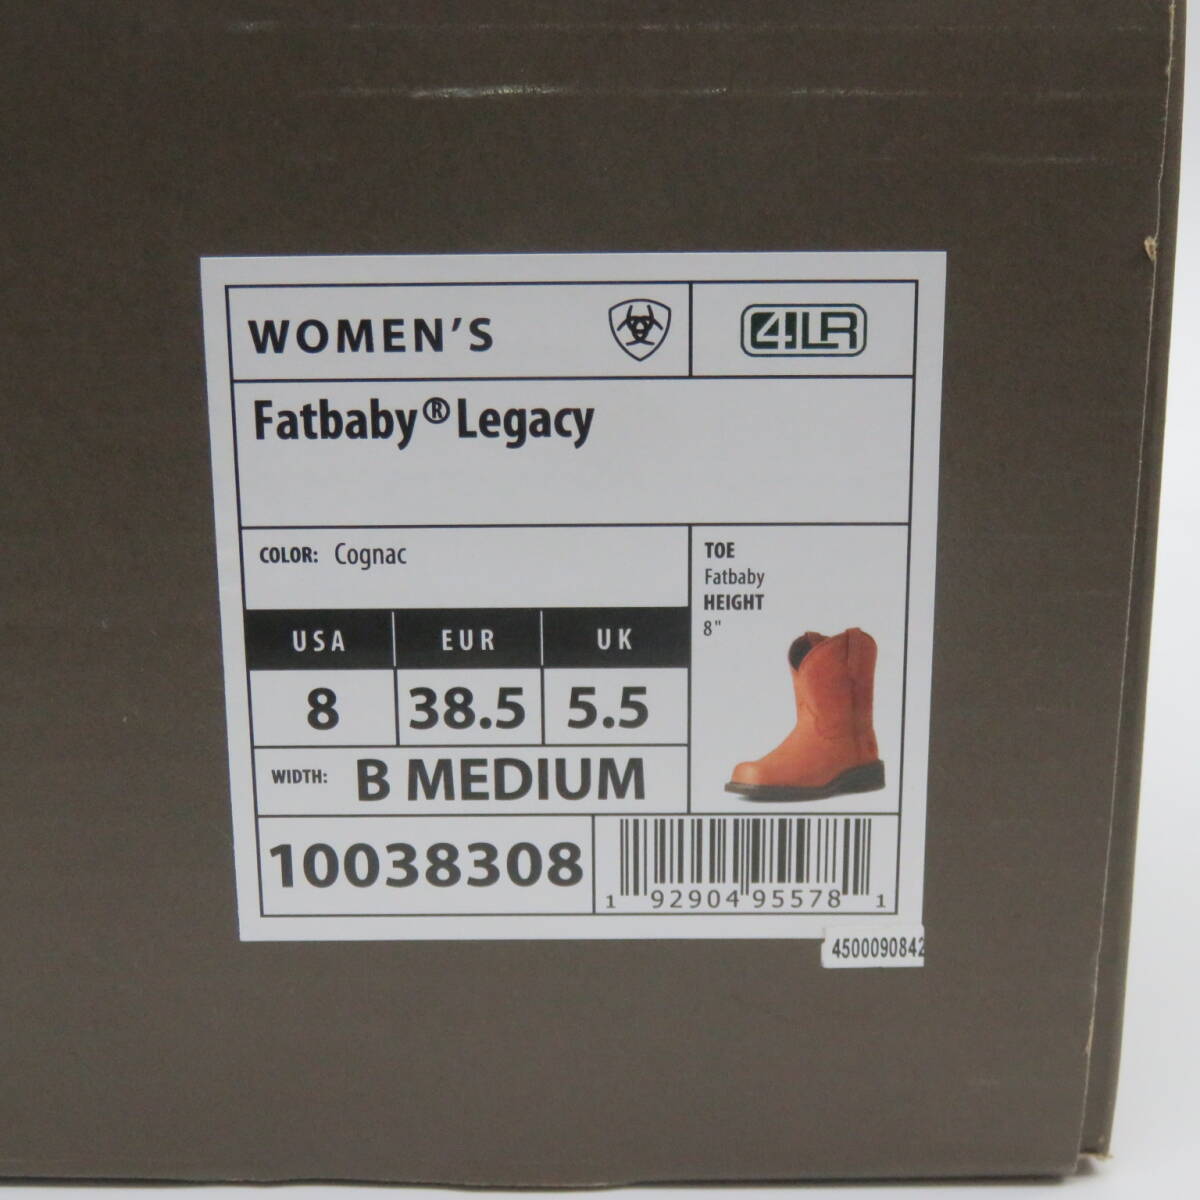 WOMEN'S
4LR
Fatbaby® Legacy
COLOR: Cognac
TOE
Fatbaby
HEIGHT
8"
USA EUR UK
8 38.5 5.5
WIDTH: B MEDIUM
10038308
1 92904 95578 1
4500090842